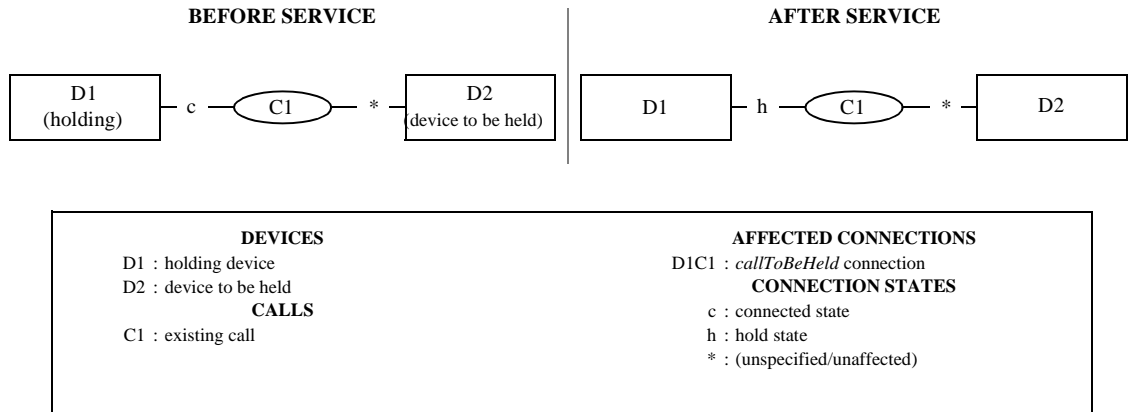 BEFORE SERVICE
AFTER SERVICE
D1
(holding)
c
C1
*
D2
(device to be held)
D1
h
C1
*
D2
DEVICES
D1 : holding device
D2 : device to be held
CALLS
C1 : existing call
AFFECTED CONNECTIONS
D1C1 : callToBeHeld connection
CONNECTION STATES
c : connected state
h : hold state
* : (unspecified/unaffected)